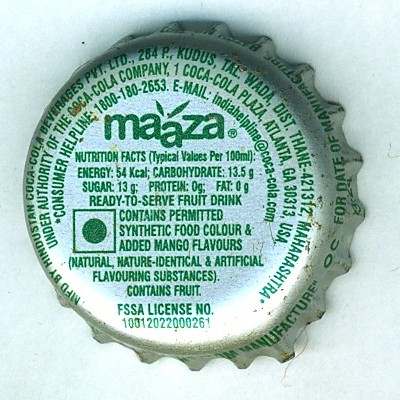 MFD BY HINDUSTAN COCA-COLA BEVERAGES PVT. LTD., 284 P., KUDUS, TAL. WADA, DIST. THANE-421312, MAHARASHTRA*
UNDER AUTHORITY OF THE COCA-COLA COMPANY, 1 COCA-COLA PLAZA, ATLANTA, GA 30313, USA
*CONSUMER HELPLINE: 1800-180-2653. E-MAIL: indiahelpline@coca-cola.com
maaza®
NUTRITION FACTS (Typical Values Per 100ml):
ENERGY: 54 Kcal; CARBOHYDRATE: 13.5 g
SUGAR: 13 g; PROTEIN: 0g; FAT: 0 g
READY-TO-SERVE FRUIT DRINK
CONTAINS PERMITTED
SYNTHETIC FOOD COLOUR &
ADDED MANGO FLAVOURS
(NATURAL, NATURE-IDENTICAL & ARTIFICIAL
FLAVOURING SUBSTANCES).
CONTAINS FRUIT.
FSSA LICENSE NO.
10012022000261
FOR DATE OF MANUFACTURE
MANUFACTURE